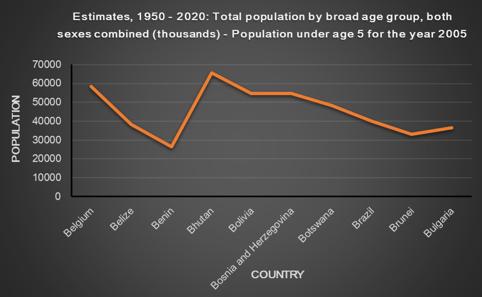 Estimates, 1950 - 2020: Total population by broad age group, both
sexes combined (thousands) - Population under age 5 for the year 2005
POPULATION
70000
60000
50000
40000
30000
20000
10000
0
Belgium
Belize
Benin
Bhutan
Bolivia
Bosnia and Herzegovina
Botswana
Brazil
Brunei
Bulgaria
COUNTRY